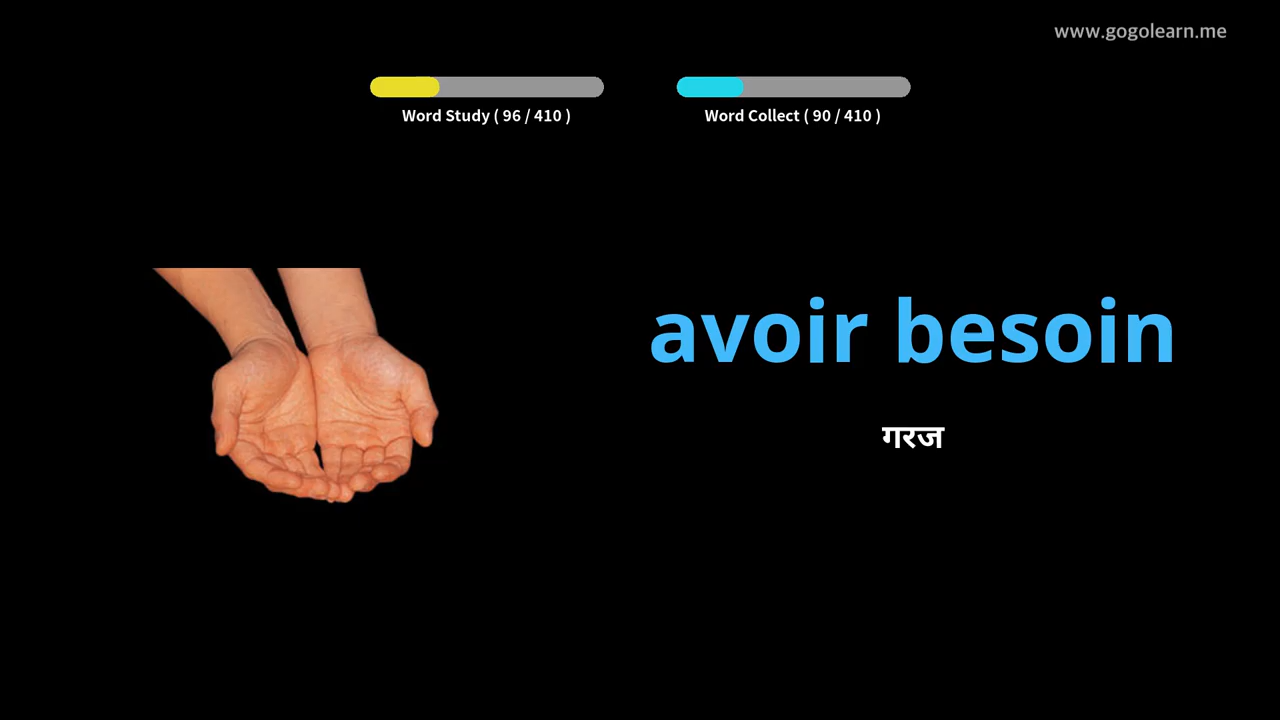 www.gogolearn.me
Word Study ( 96 / 410 )
Word Collect ( 90 / 410 )
avoir besoin
गरज